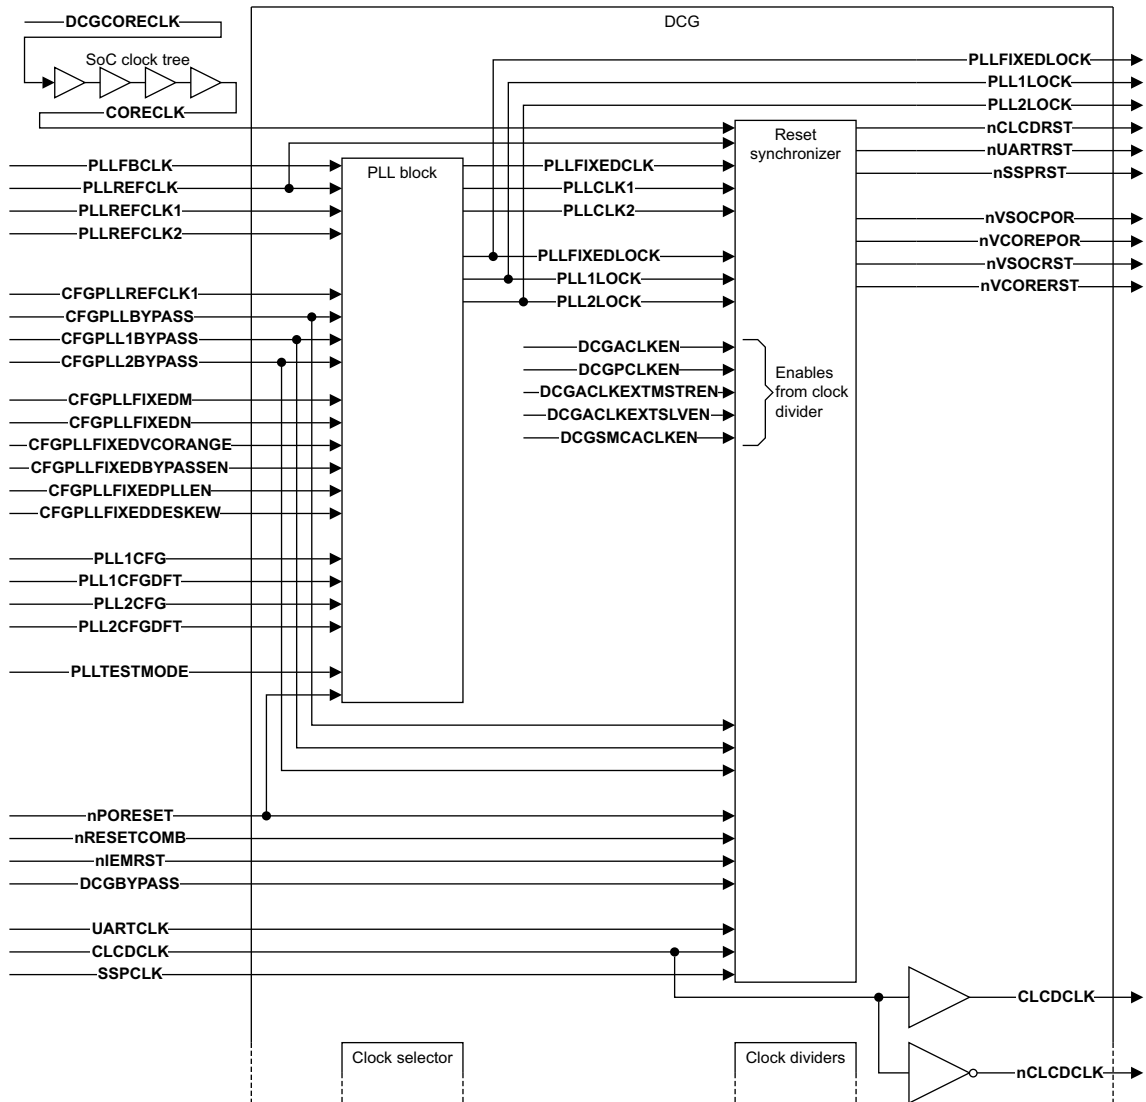 DCGCORECLK
DCG
SoC clock tree
CORECLK
PLLFIXEDLOCK
PLL1LOCK
PLL2LOCK
nCLCDRST
nUARTRST
nSSPRST
nVSOCPOR
nVCOREPOR
nVSOCRST
nVCORERST
Reset
synchronizer
PLLFBCLK
PLLREFCLK
PLLREFCLK1
PLLREFCLK2
PLL block
PLLFIXEDCLK
PLLCLK1
PLLCLK2
PLLFIXEDLOCK
PLL1LOCK
PLL2LOCK
CFGPLLREFCLK1
CFGPLLBYPASS
CFGPLL1BYPASS
CFGPLL2BYPASS
DCGACLKEN
DCGPCLKEN
DCGACLKEXTMSTREN
DCGACLKEXTSLVEN
DCGSMCACLKEN
Enables
from clock
divider
CFGPLLFIXEDM
CFGPLLFIXEDN
CFGPLLFIXEDVCORANGE
CFGPLLFIXEDBYPASSEN
CFGPLLFIXEDPLLEN
CFGPLLFIXEDDESKEW
PLL1CFG
PLL1CFGDFT
PLL2CFG
PLL2CFGDFT
PLLTESTMODE
nPORESET
nRESETCOMB
nIEMRST
DCGBYPASS
UARTCLK
CLCDCLK
SSPCLK
CLCDCLK
nCLCDCLK
Clock selector
Clock dividers